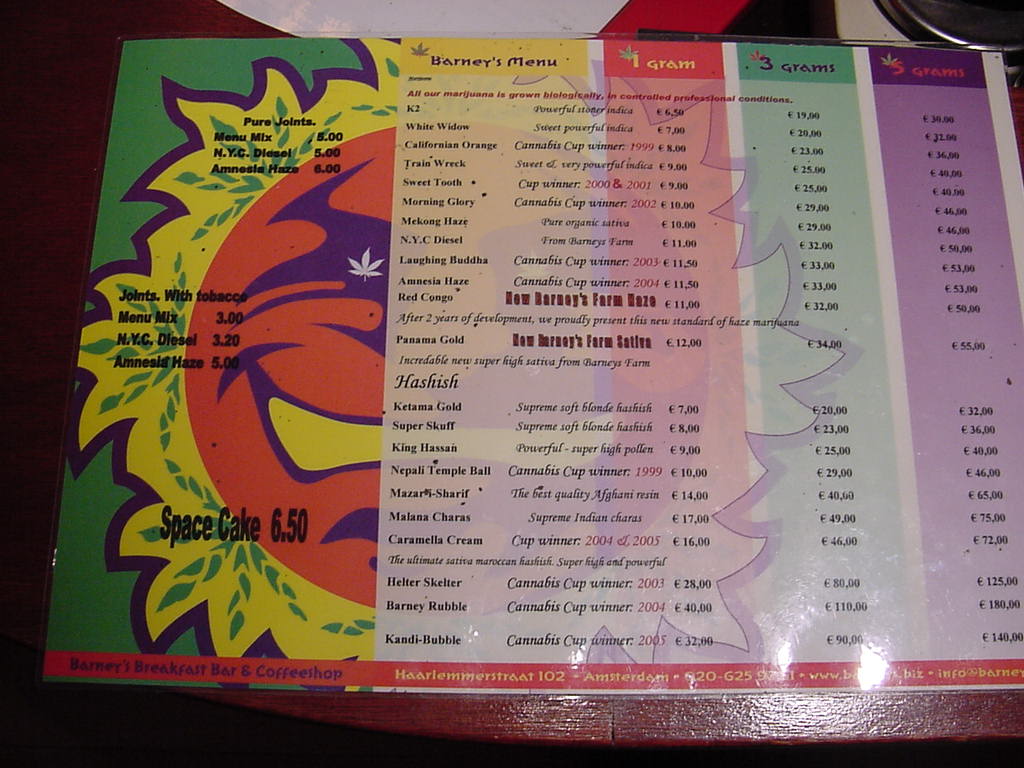 Barney's Menu 1 gram 3 grams 5 grams
All our marijuana is grown biologically, in controlled professional conditions.
K2 Powerful stoner indica € 6,50 € 19,00 € 30.00
White Widow Sweet powerful indica € 7,00 € 20,00 € 32.00
Californian Orange Cannabis Cup winner: 1999 € 8.00 € 23.00 € 36,00
Train Wreck Sweet & very powerful indica € 9.00 € 25.00 € 40,00
Sweet Tooth Cup winner: 2000 & 2001 € 9.00 € 25,00 € 40.00
Morning Glory Cannabis Cup winner: 2002 € 10.00 € 29,00 € 46,00
Mekong Haze Pure organic sativa € 10.00 € 29.00 € 46.00
N.Y.C Diesel From Barneys Farm € 11.00 € 32.00 € 50,00
Laughing Buddha Cannabis Cup winner: 2003 € 11,50 € 33,00 € 53,00
Amnesia Haze Cannabis Cup winner: 2004 € 11,50 € 33,00 € 53,00
Red Congo New Barney's Farm Haze € 11,00 € 32,00 € 50,00
After 2 years of development, we proudly present this new standard of haze marijuana
Panama Gold New Barney's Farm Sativa € 12,00 € 34,00 € 55,00
Incredable new super high sativa from Barneys Farm
Hashish
Ketama Gold Supreme soft blonde hashish € 7,00 € 20,00 € 32,00
Super Skuff Supreme soft blonde hashish € 8,00 € 23,00 € 36,00
King Hassan Powerful - super high pollen € 9,00 € 25,00 € 40,00
Nepali Temple Ball Cannabis Cup winner: 1999 € 10,00 € 29,00 € 46,00
Mazar-i-Sharif The best quality Afghani resin € 14,00 € 40,00 € 65,00
Malana Charas Supreme Indian charas € 17,00 € 49,00 € 75,00
Caramella Cream Cup winner: 2004 & 2005 € 16,00 € 46,00 € 72,00
The ultimate sativa maroccan hashish. Super high and powerful
Helter Skelter Cannabis Cup winner: 2003 € 28,00 € 80,00 € 125,00
Barney Rubble Cannabis Cup winner: 2004 € 40,00 € 110,00 € 180,00
Kandi-Bubble Cannabis Cup winner: 2005 € 32,00 € 90,00 € 140,00
Pure Joints.
Menu Mix 5.00
N.Y.C. Diesel 5.00
Amnesia Haze 6.00
Joints. With tobacco
Menu Mix 3.00
N.Y.C. Diesel 3.20
Amnesia Haze 5.00
Space Cake 6.50
Barney's Breakfast Bar & Coffeeshop Haarlemmerstraat 102 - Amsterdam